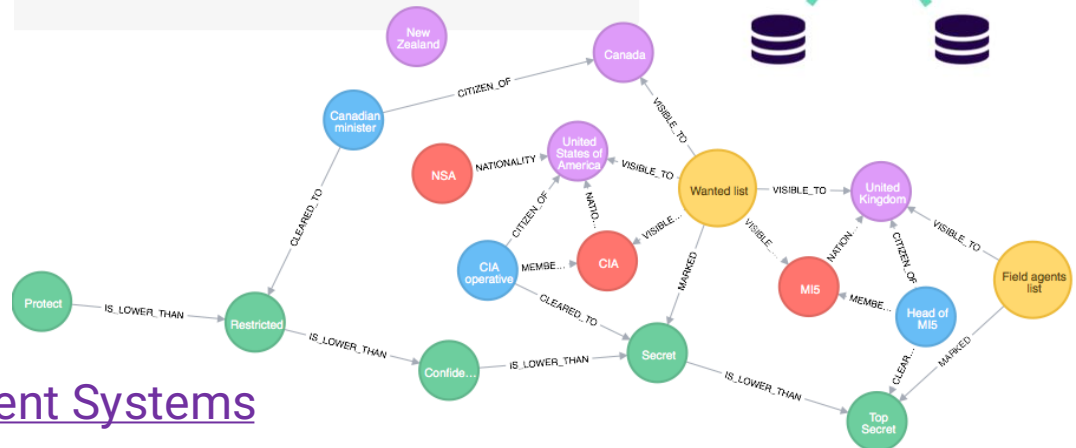 New
Zealand
Canada
CITIZEN_OF
Canadian
minister
VISIBLE_TO
United
States of
America
NSA
NATIONALITY
VISIBLE_TO
Wanted list
VISIBLE_TO
United
Kingdom
CLEARED_TO
CITIZEN_OF
NATIO...
VISIBLE...
VISIBLE...
NATION...
CITIZEN_OF
VISIBLE_TO
CIA
operative
MEMBE...
CIA
MARKED
MI5
MEMBE...
Head of
MI5
Field agents
list
Protect
IS_LOWER_THAN
Restricted
CLEARED_TO
IS_LOWER_THAN
Confide...
IS_LOWER_THAN
Secret
IS_LOWER_THAN
CLEAR...
MARKED
Top
Secret
ent Systems